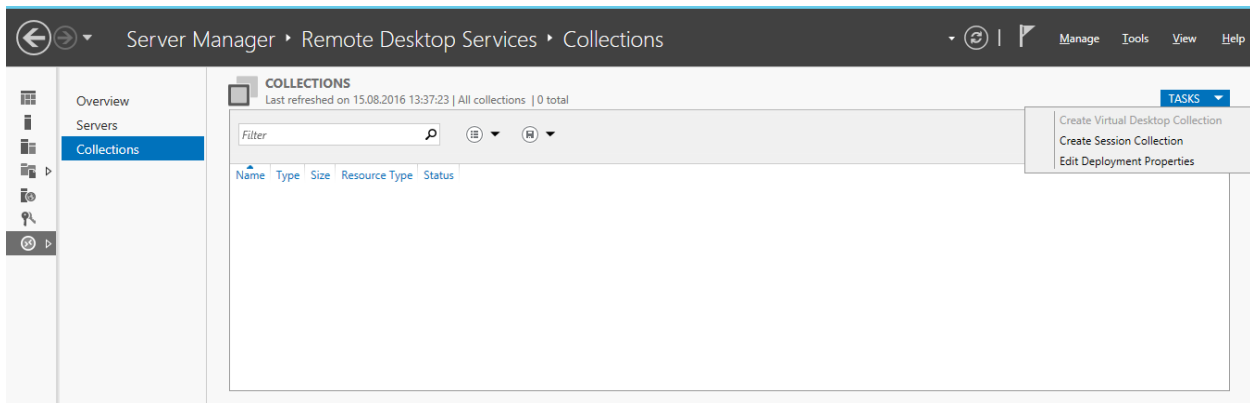 Server Manager ‣ Remote Desktop Services ‣ Collections
Manage Tools View Help
Overview
Servers
Collections
COLLECTIONS
Last refreshed on 15.08.2016 13:37:23 | All collections | 0 total
TASKS
Filter
Create Virtual Desktop Collection
Create Session Collection
Edit Deployment Properties
Name Type Size Resource Type Status